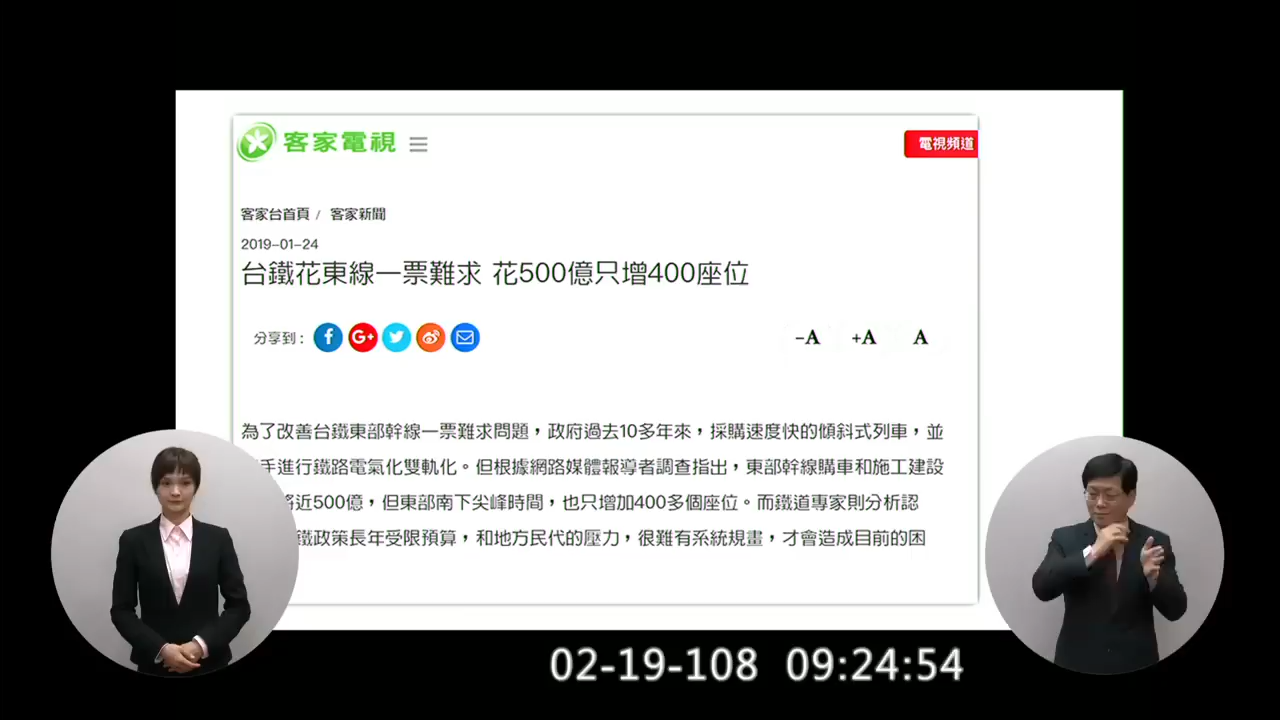 客家電視
電視頻道
客家台首頁 / 客家新聞
2019-01-24
台鐵花東線一票難求 花500億只增400座位
分享到：
-A +A A
為了改善台鐵東部幹線一票難求問題，政府過去10多年來，採購速度快的傾斜式列車，並
手進行鐵路電氣化雙軌化。但根據網路媒體報導者調查指出，東部幹線購車和施工建設
將近500億，但東部南下尖峰時間，也只增加400多個座位。而鐵道專家則分析認
鐵政策長年受限預算，和地方民代的壓力，很難有系統規畫，才會造成目前的困
02-19-108 09:24:54